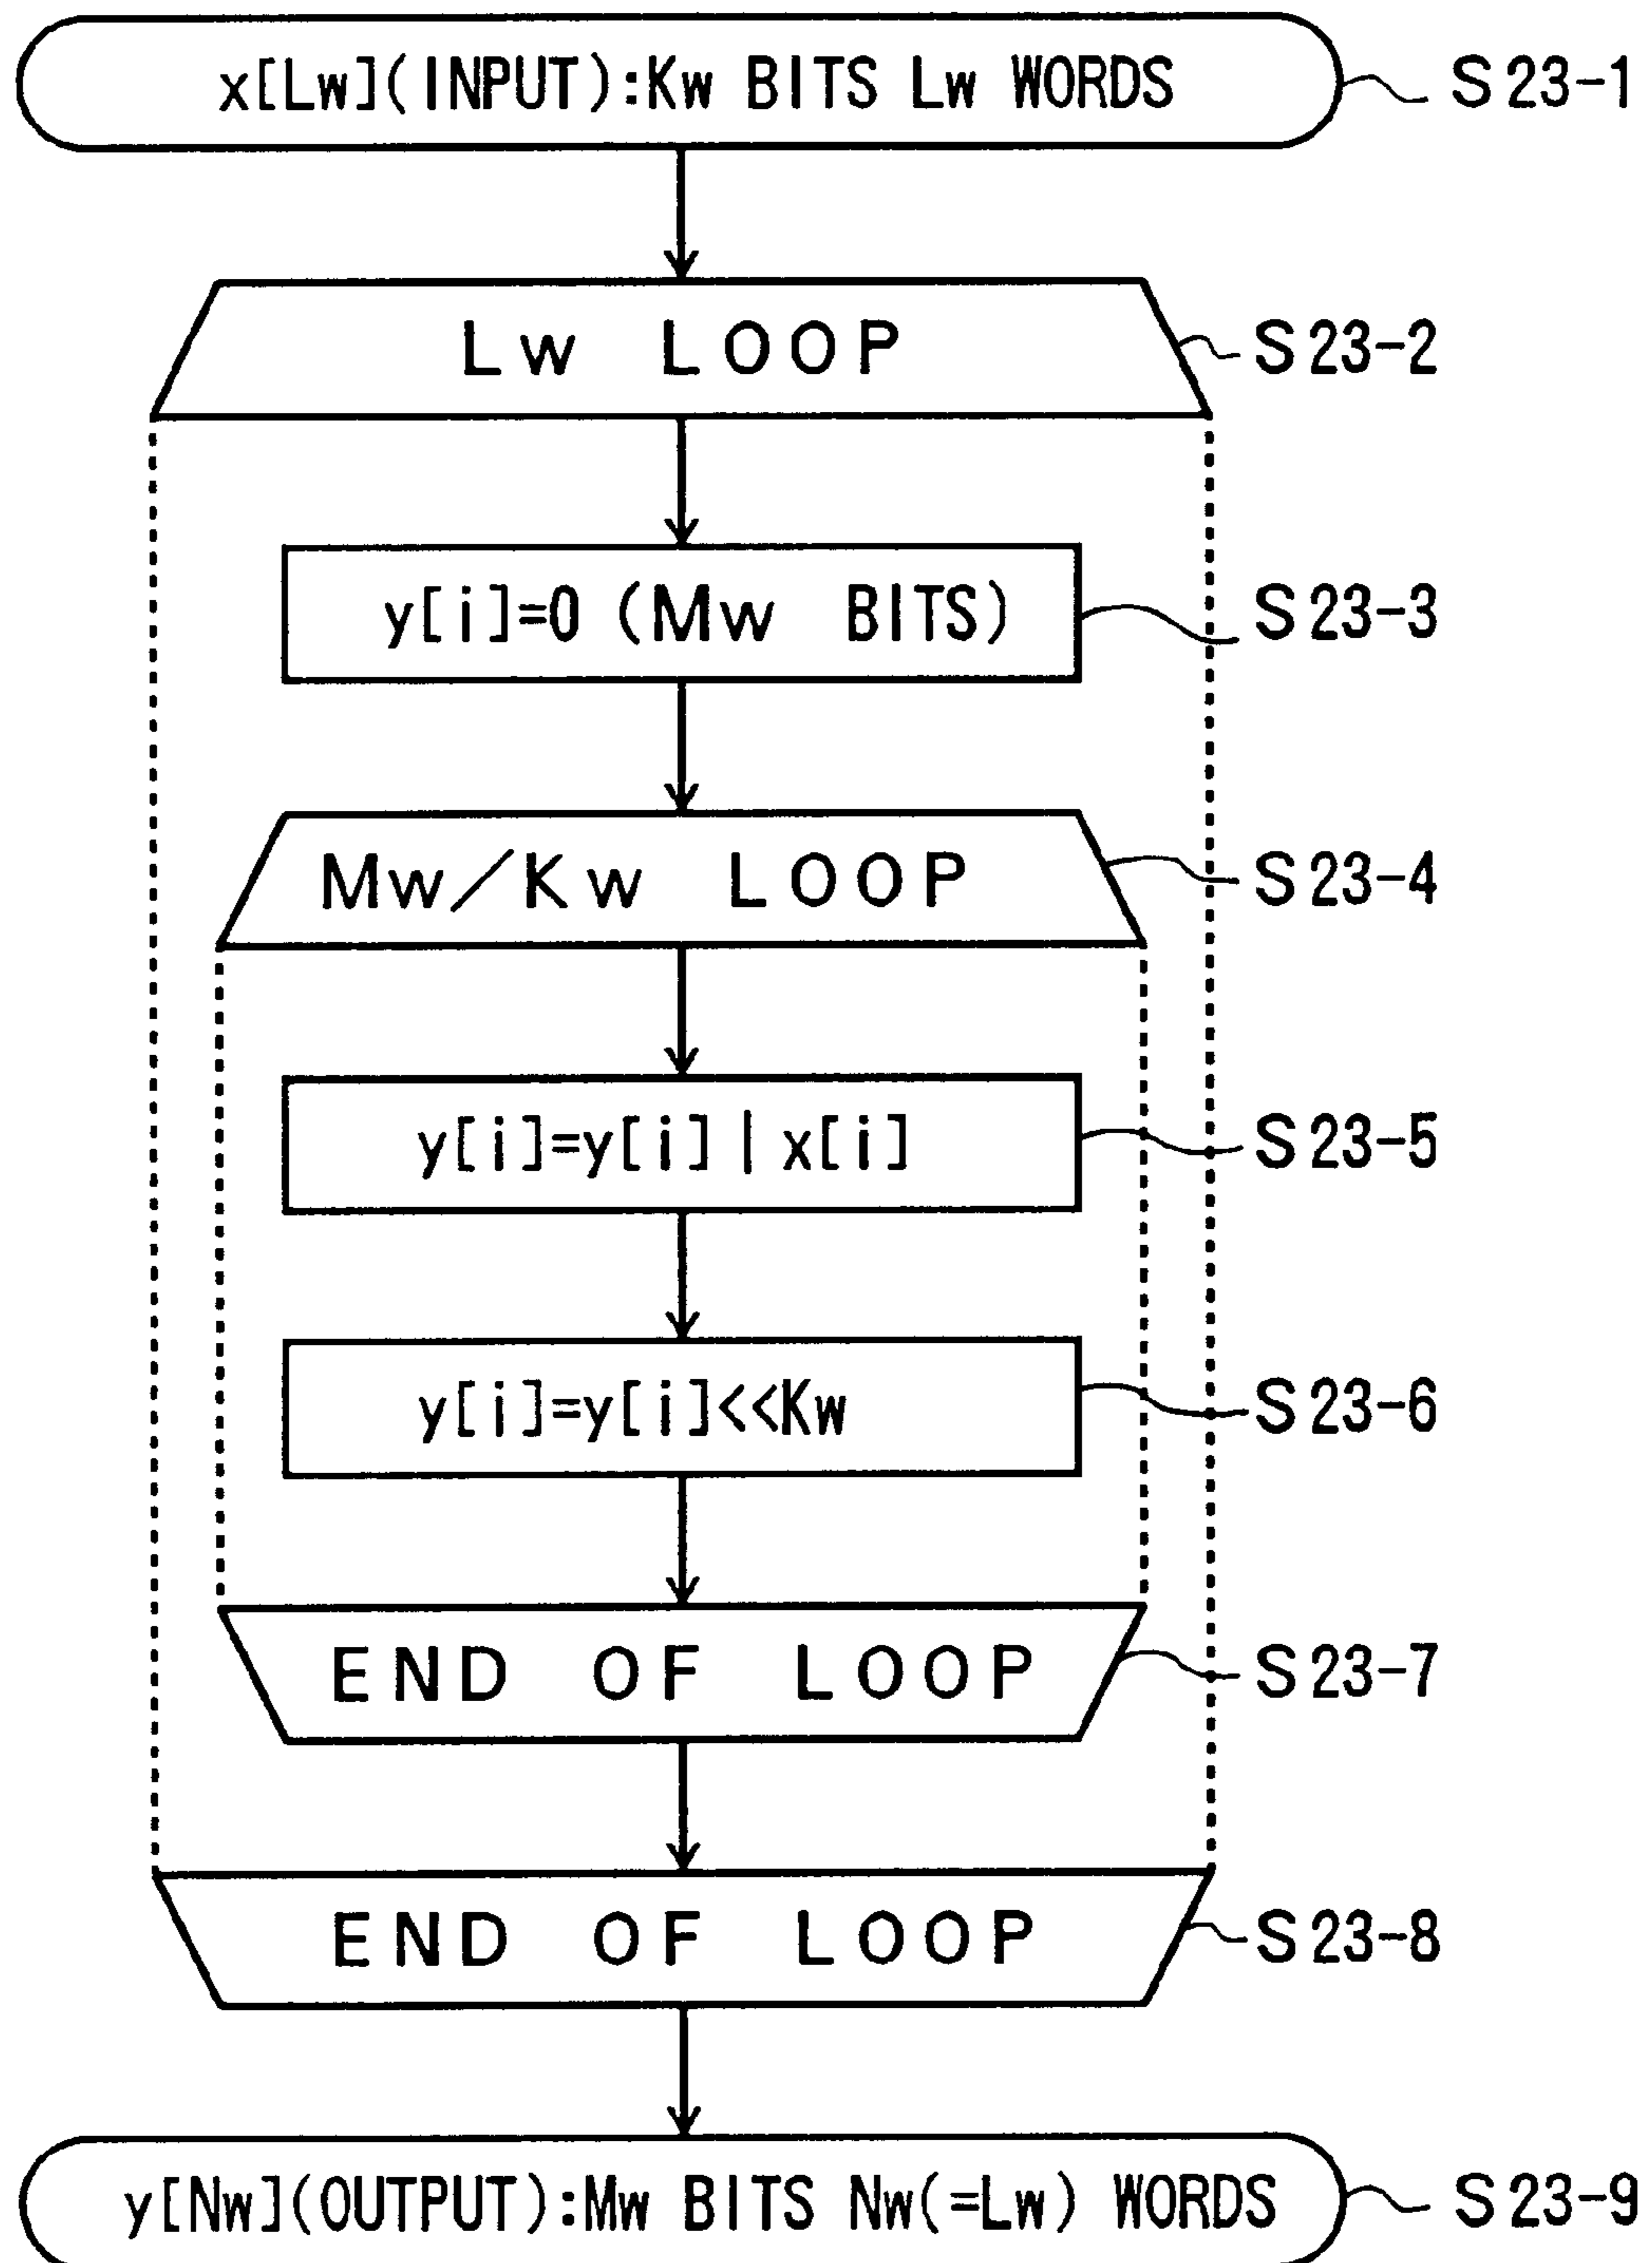 x[Lw](INPUT):Kw BITS Lw WORDS S23-1
Lw LOOP S23-2
y[i]=0 (Mw BITS) S23-3
Mw/Kw LOOP S23-4
y[i]=y[i]|x[i] S23-5
y[i]=y[i]<<Kw S23-6
END OF LOOP S23-7
END OF LOOP S23-8
y[Nw](OUTPUT):Mw BITS Nw(=Lw) WORDS S23-9